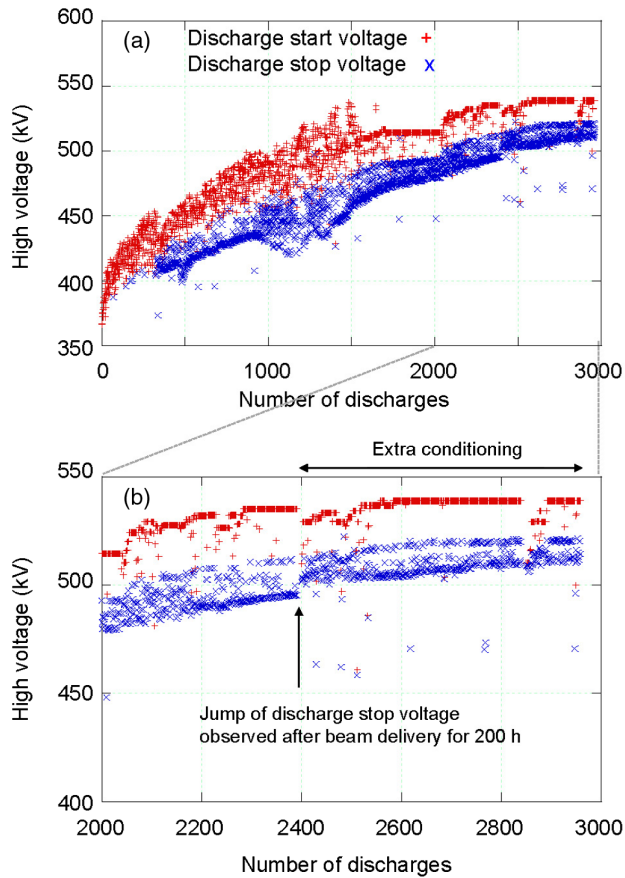 600
(a)
Discharge start voltage +
Discharge stop voltage ×
550
500
450
400
350
High voltage (kV)
0 1000 2000 3000
Number of discharges
Extra conditioning
550
(b)
500
450
400
High voltage (kV)
Jump of discharge stop voltage
observed after beam delivery for 200 h
2000 2200 2400 2600 2800 3000
Number of discharges